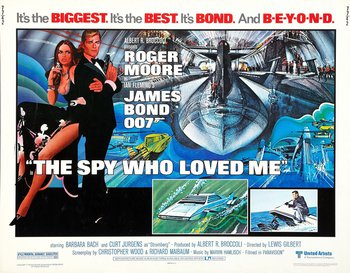 It's the BIGGEST. It's the BEST. It's BOND. And B-E-Y-O-N-D.
ALBERT R. BROCCOLI
presents
ROGER
MOORE
as
IAN FLEMING'S
JAMES
BOND
007
in
"THE SPY WHO LOVED ME"
starring BARBARA BACH and CURT JURGENS as "Stromberg" · Produced by ALBERT R. BROCCOLI · Directed by LEWIS GILBERT
Screenplay by CHRISTOPHER WOOD & RICHARD MAIBAUM · Music by MARVIN HAMLISCH · Filmed in PANAVISION®
United Artists